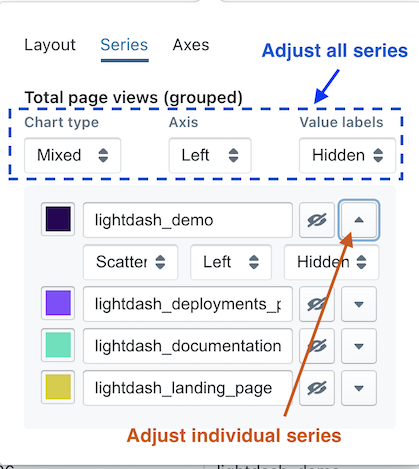 Layout Series Axes
Adjust all series
Total page views (grouped)
Chart type Axis Value labels
Mixed Left Hidden
lightdash_demo
Scatter Left Hidden
lightdash_deployments_p
lightdash_documentation
lightdash_landing_page
Adjust individual series